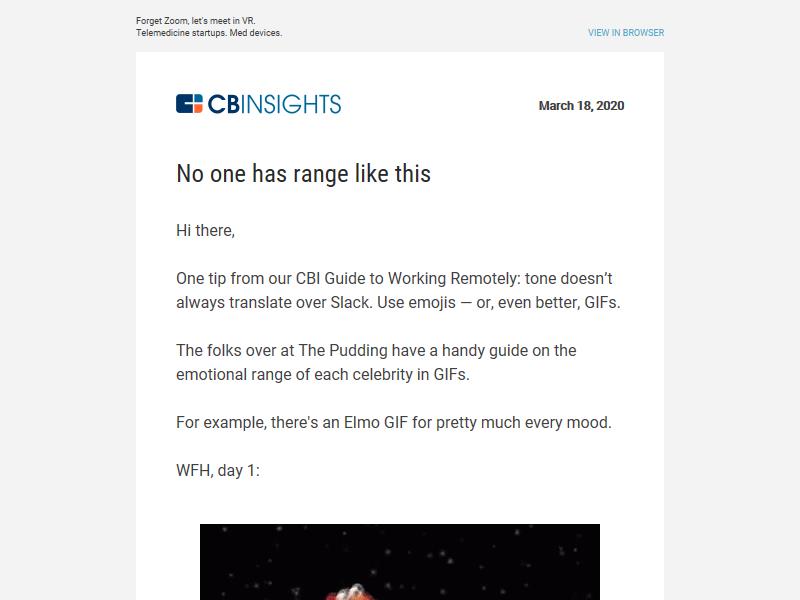 Forget Zoom, let's meet in VR.
Telemedicine startups. Med devices.
VIEW IN BROWSER
CBINSIGHTS
March 18, 2020
No one has range like this
Hi there,
One tip from our CBI Guide to Working Remotely: tone doesn’t
always translate over Slack. Use emojis — or, even better, GIFs.
The folks over at The Pudding have a handy guide on the
emotional range of each celebrity in GIFs.
For example, there's an Elmo GIF for pretty much every mood.
WFH, day 1: